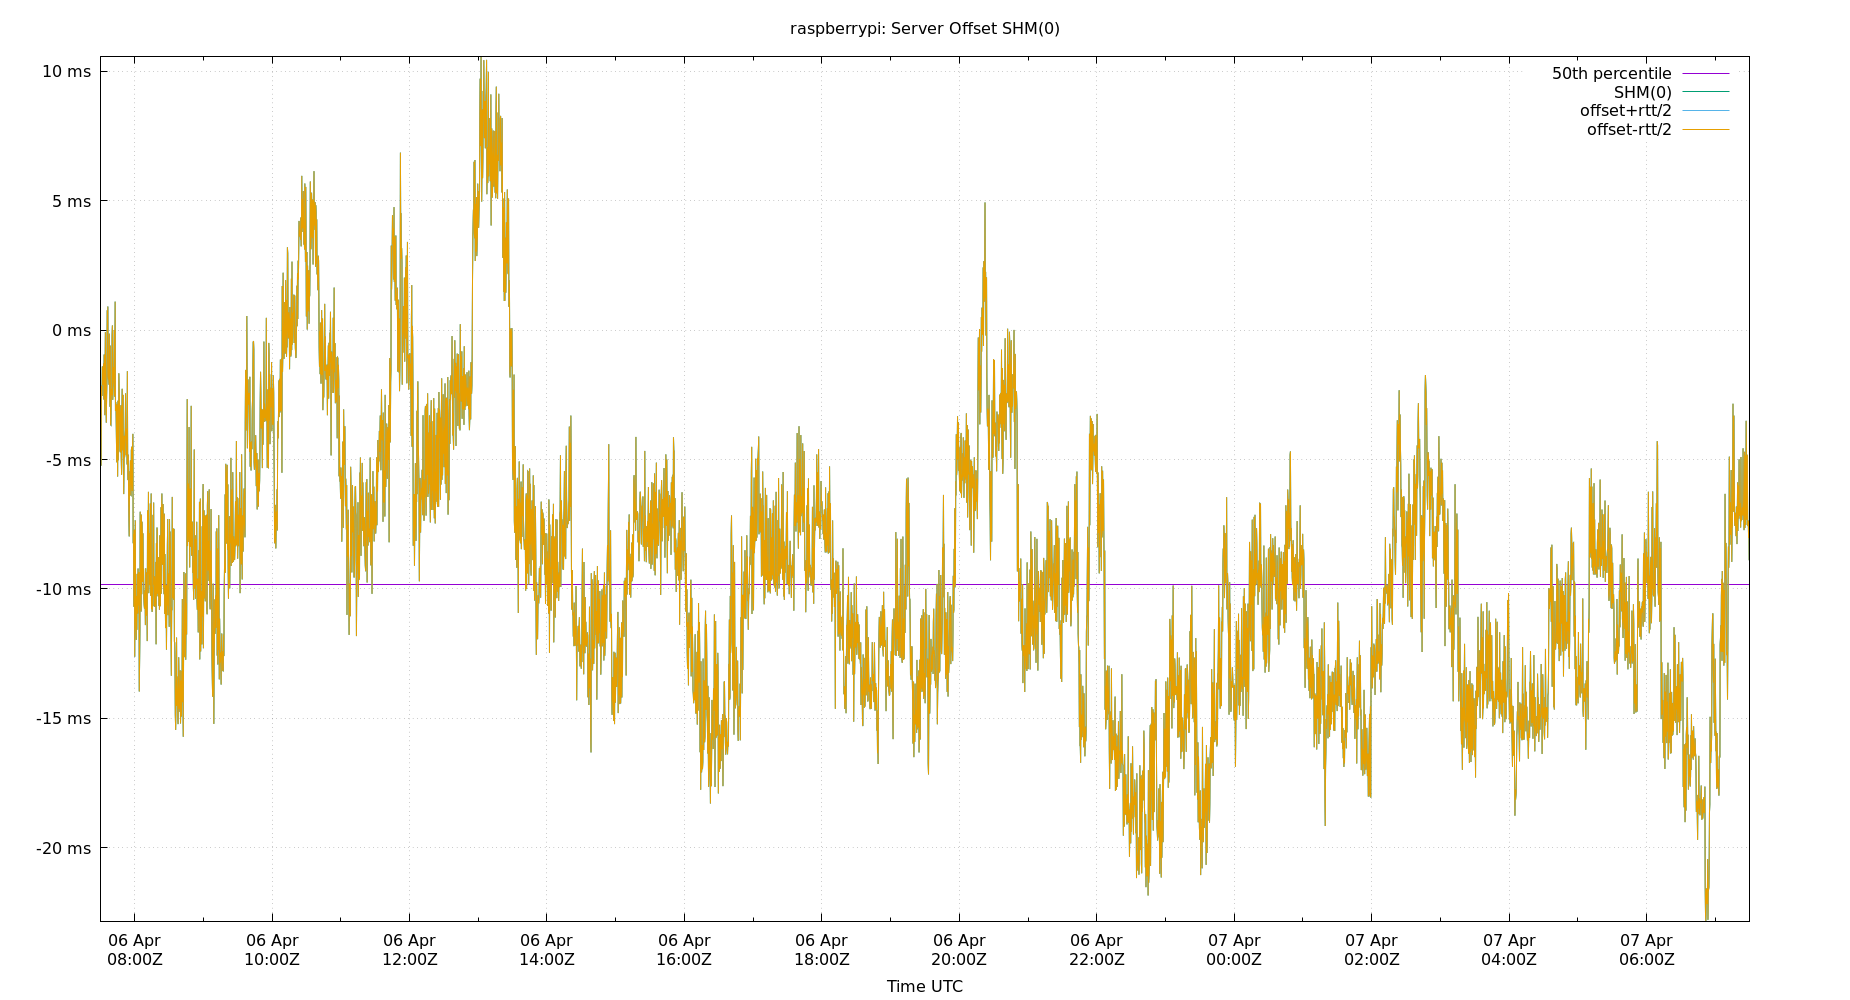 raspberrypi: Server Offset SHM(0)
10 ms
5 ms
0 ms
-5 ms
-10 ms
-15 ms
-20 ms
50th percentile
SHM(0)
offset+rtt/2
offset-rtt/2
06 Apr 06 Apr 06 Apr 06 Apr 06 Apr 06 Apr 06 Apr 06 Apr 07 Apr 07 Apr 07 Apr 07 Apr
08:00Z 10:00Z 12:00Z 14:00Z 16:00Z 18:00Z 20:00Z 22:00Z 00:00Z 02:00Z 04:00Z 06:00Z
Time UTC